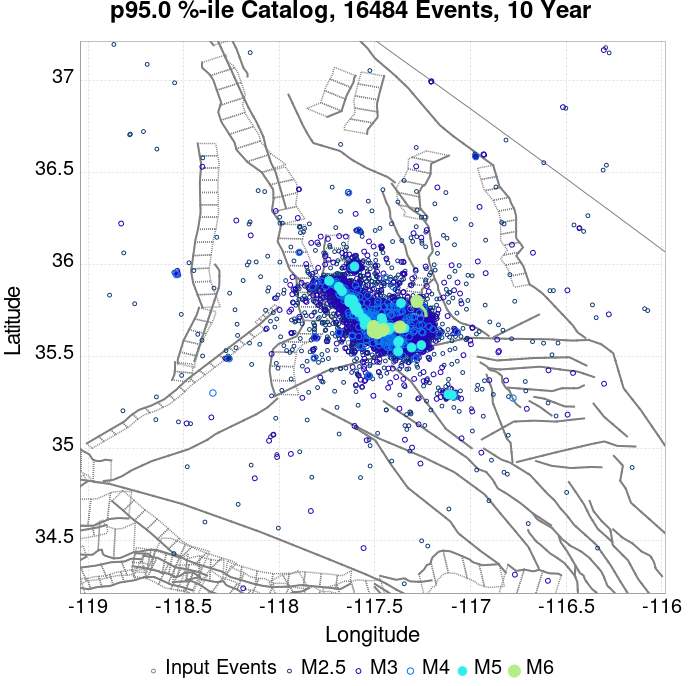 p95.0 %-ile Catalog, 16484 Events, 10 Year
37
36.5
36
35.5
35
34.5
Latitude
-119 -118.5 -118 -117.5 -117 -116.5 -116
Longitude
Input Events M2.5 M3 M4 M5 M6